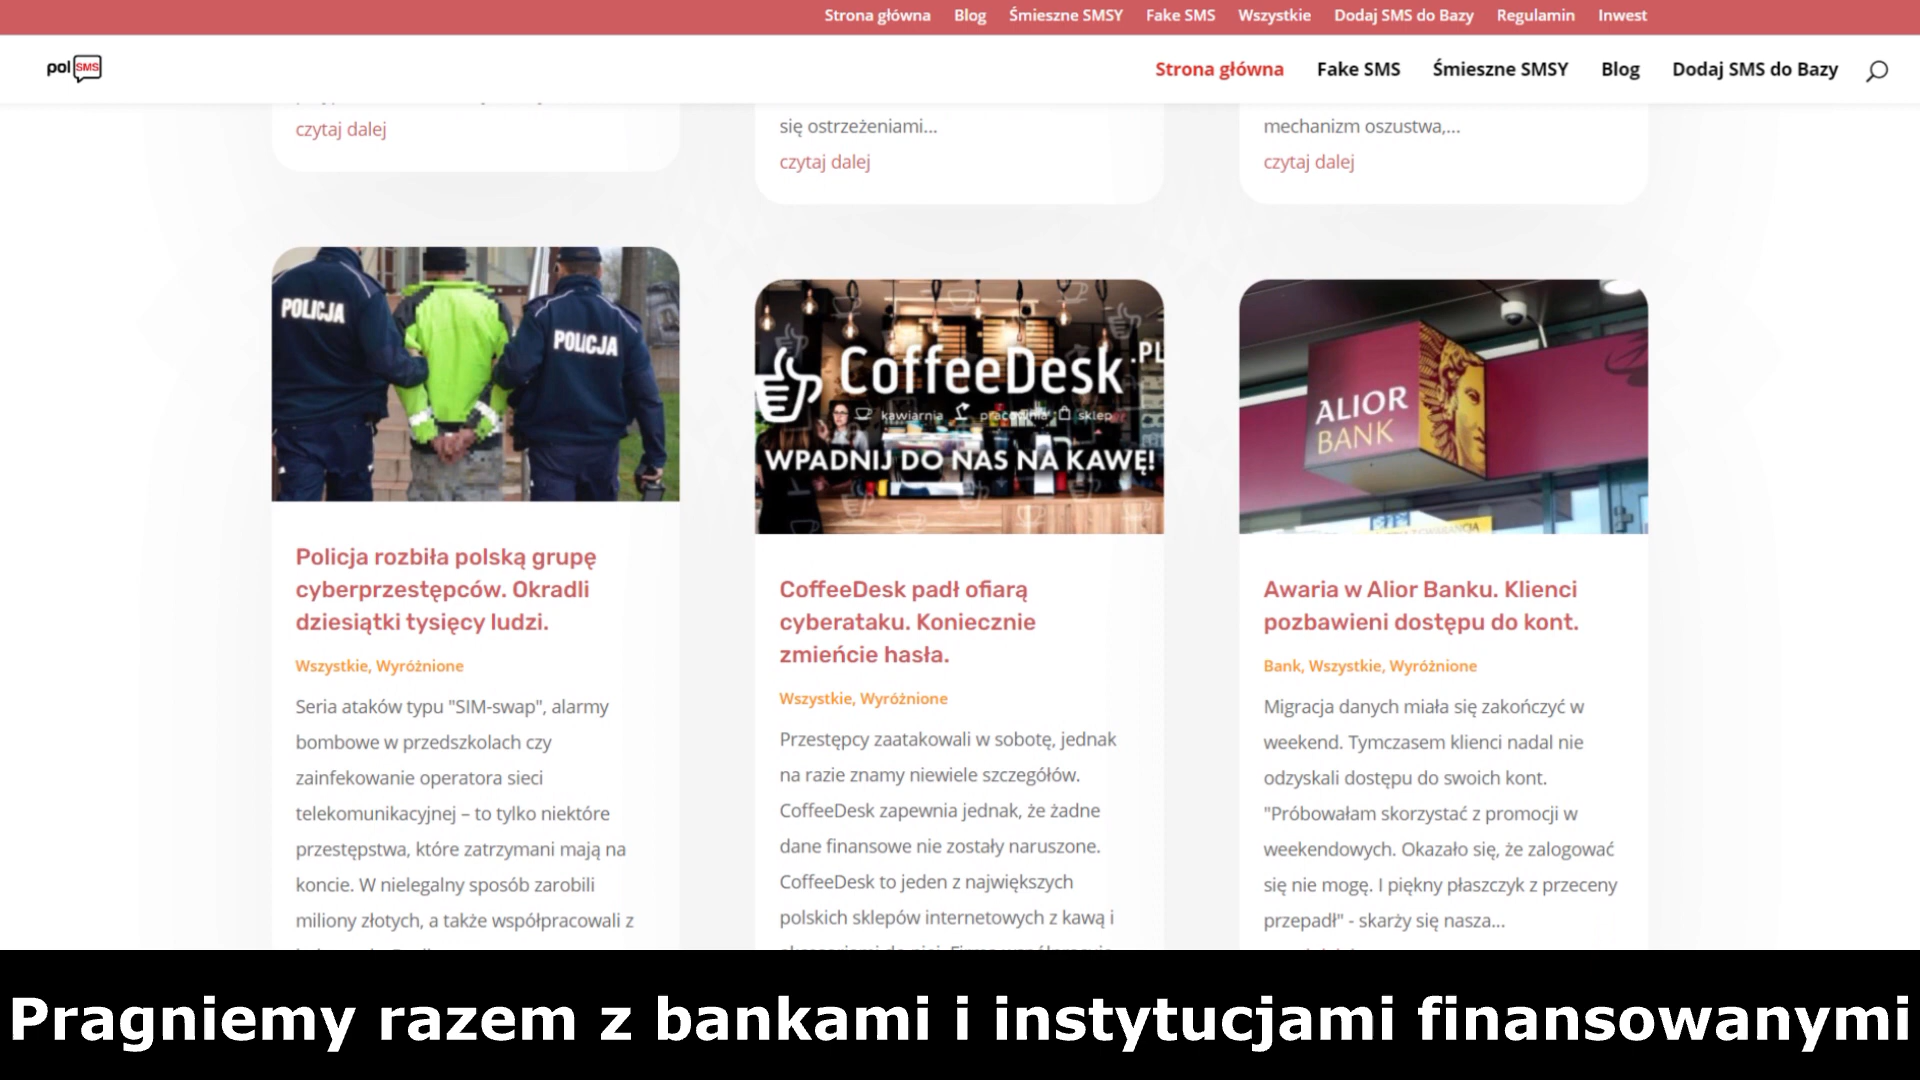 Strona główna Blog Śmieszne SMSY Fake SMS Wszystkie Dodaj SMS do Bazy Regulamin Inwest
pol SMS
Strona główna Fake SMS Śmieszne SMSY Blog Dodaj SMS do Bazy
czytaj dalej
się ostrzeżeniami...
czytaj dalej
mechanizm oszustwa,...
czytaj dalej
POLICJA
POLICJA
Policja rozbiła polską grupę
cyberprzestępców. Okradli
dziesiątki tysięcy ludzi.
Wszystkie, Wyróżnione
Seria ataków typu "SIM-swap", alarmy
bombowe w przedszkolach czy
zainfekowanie operatora sieci
telekomunikacyjnej – to tylko niektóre
przestępstwa, które zatrzymani mają na
koncie. W nielegalny sposób zarobili
miliony złotych, a także współpracowali z
CoffeeDesk.PL
kawiarnia pracownia sklep
WPADNIJ DO NAS NA KAWĘ!
CoffeeDesk padł ofiarą
cyberataku. Koniecznie
zmieńcie hasła.
Wszystkie, Wyróżnione
Przestępcy zaatakowali w sobotę, jednak
na razie znamy niewiele szczegółów.
CoffeeDesk zapewnia jednak, że żadne
dane finansowe nie zostały naruszone.
CoffeeDesk to jeden z największych
polskich sklepów internetowych z kawą i
ALIOR
BANK
Awaria w Alior Banku. Klienci
pozbawieni dostępu do kont.
Bank, Wszystkie, Wyróżnione
Migracja danych miała się zakończyć w
weekend. Tymczasem klienci nadal nie
odzyskali dostępu do swoich kont.
"Próbowałam skorzystać z promocji w
weekendowych. Okazało się, że zalogować
się nie mogę. I piękny płaszczyk z przeceny
przepadł" - skarży się nasza...
Pragniemy razem z bankami i instytucjami finansowanymi